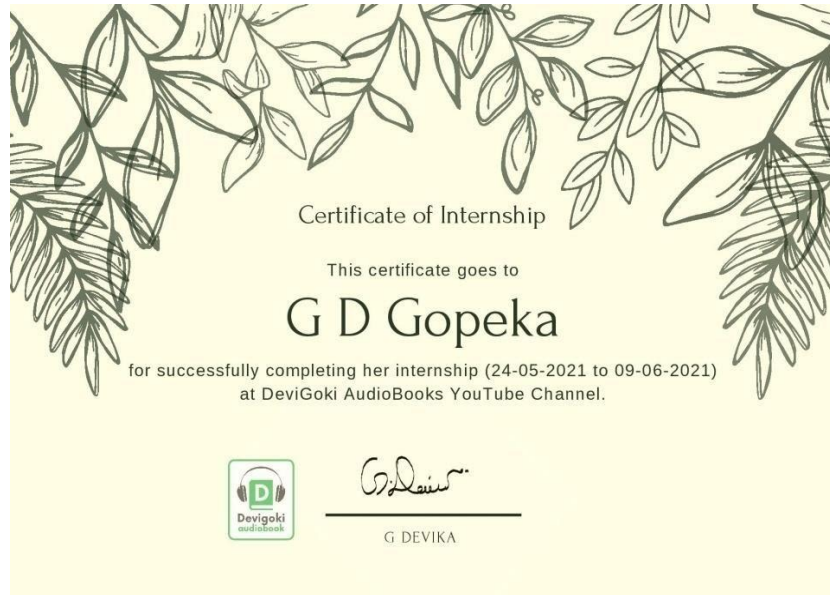 Certificate of Internship
This certificate goes to
G D Gopeka
for successfully completing her internship (24-05-2021 to 09-06-2021)
at DeviGoki AudioBooks YouTube Channel.
D
Devigoki
audiobook
G DEVIKA